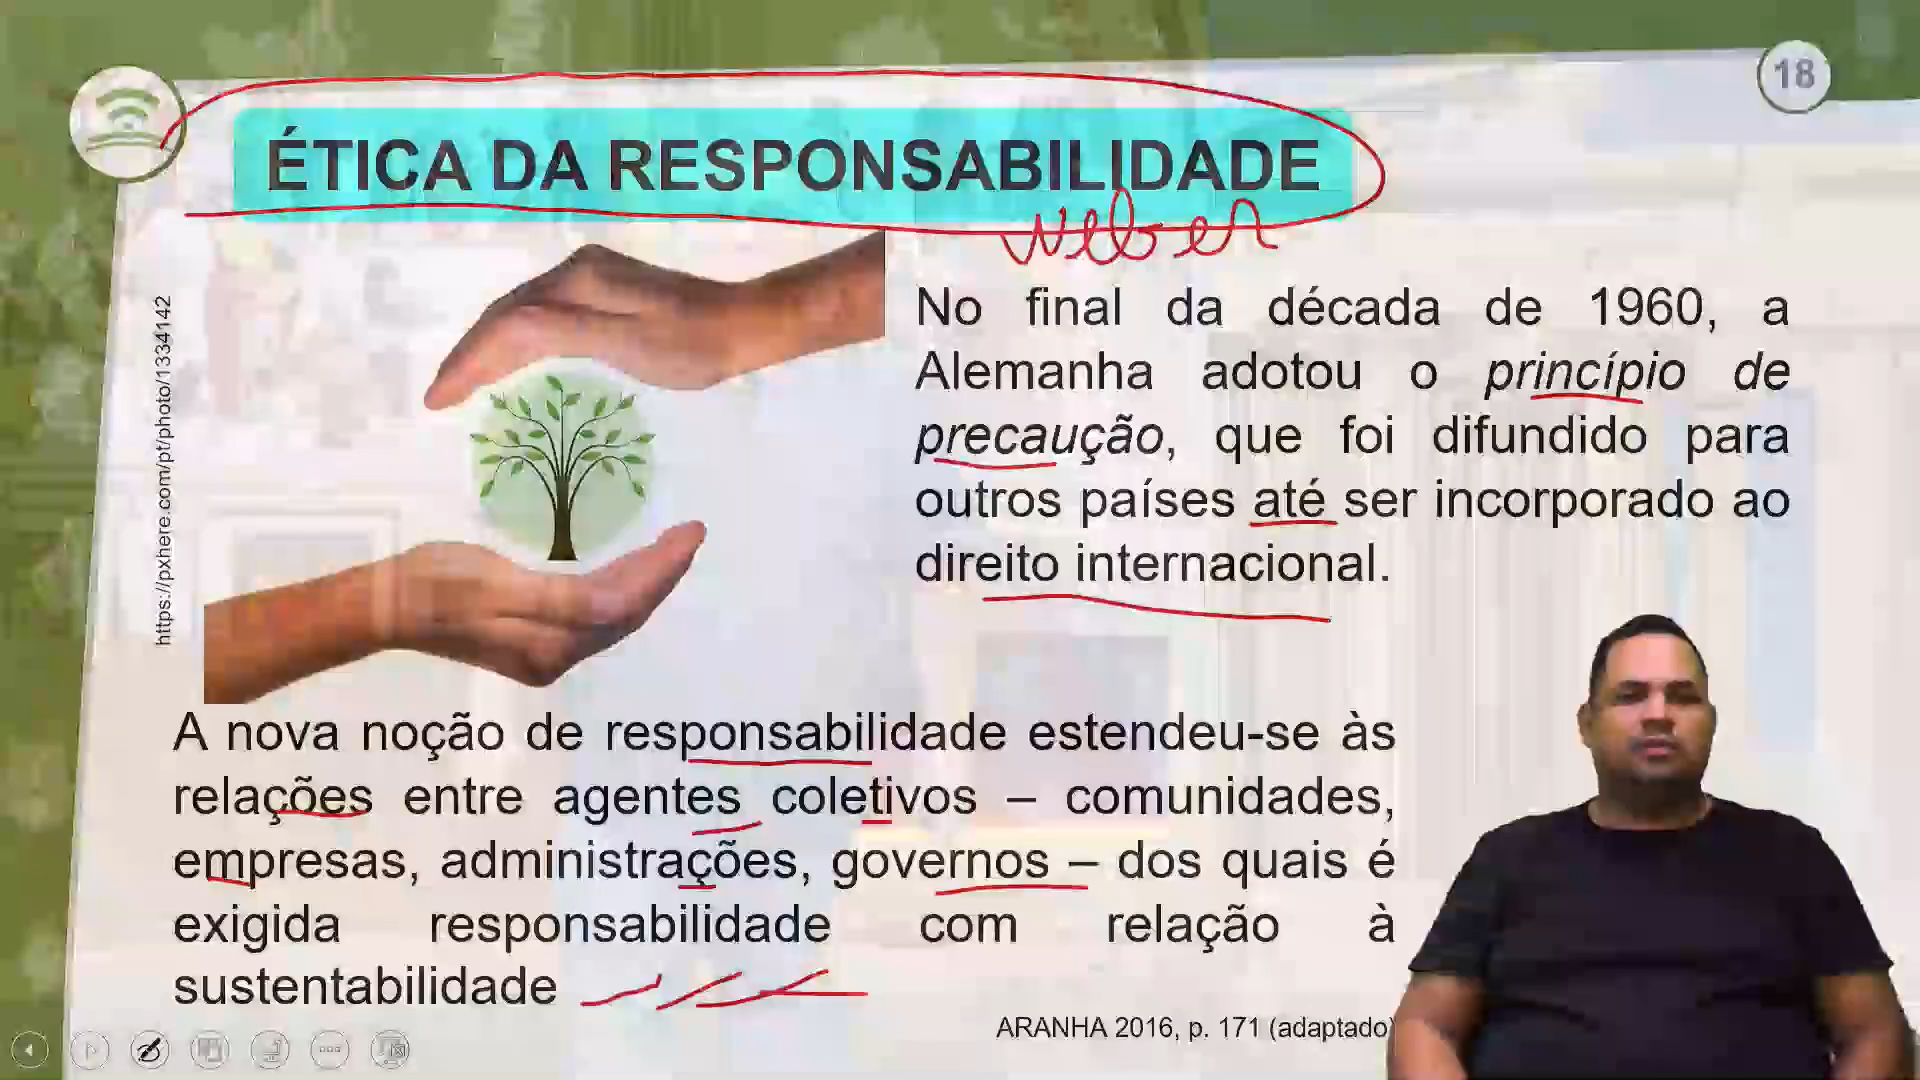 18
ÉTICA DA RESPONSABILIDADE
Weber
https://pxhere.com/pt/photo/1334142
No final da década de 1960, a
Alemanha adotou o princípio de
precaução, que foi difundido para
outros países até ser incorporado ao
direito internacional.
A nova noção de responsabilidade estendeu-se às
relações entre agentes coletivos – comunidades,
empresas, administrações, governos – dos quais é
exigida responsabilidade com relação à
sustentabilidade
ARANHA 2016, p. 171 (adaptado)